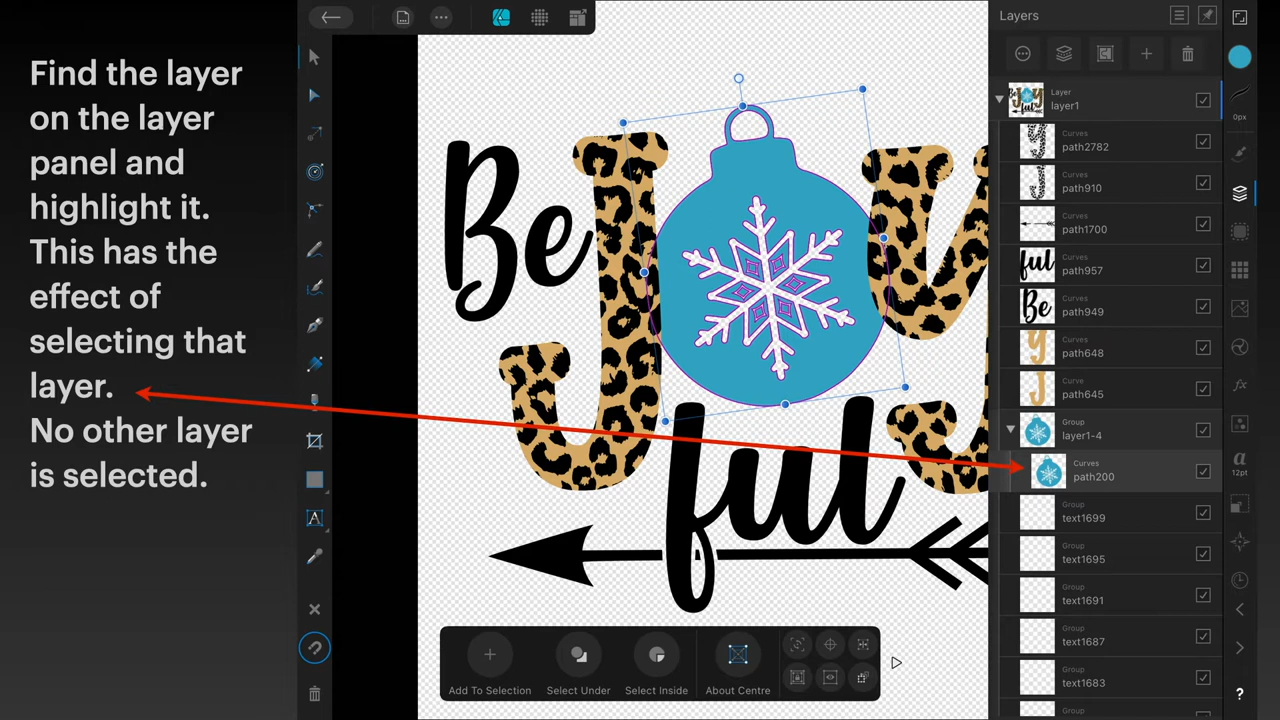 Find the layer
on the layer
panel and
highlight it.
This has the
effect of
selecting that
layer.
No other layer
is selected.
Be
ful
Add To Selection
Select Under
Select Inside
About Centre
Layers
Layer
layer1
Curves
path2782
Curves
path910
Curves
path1700
Curves
path957
Curves
path949
Curves
path648
Curve
path645
Group
layer1-4
Curves
path200
Group
text1699
Group
text1695
Group
text1691
Group
text1687
Group
text1683
0px
fx
a
12pt
?